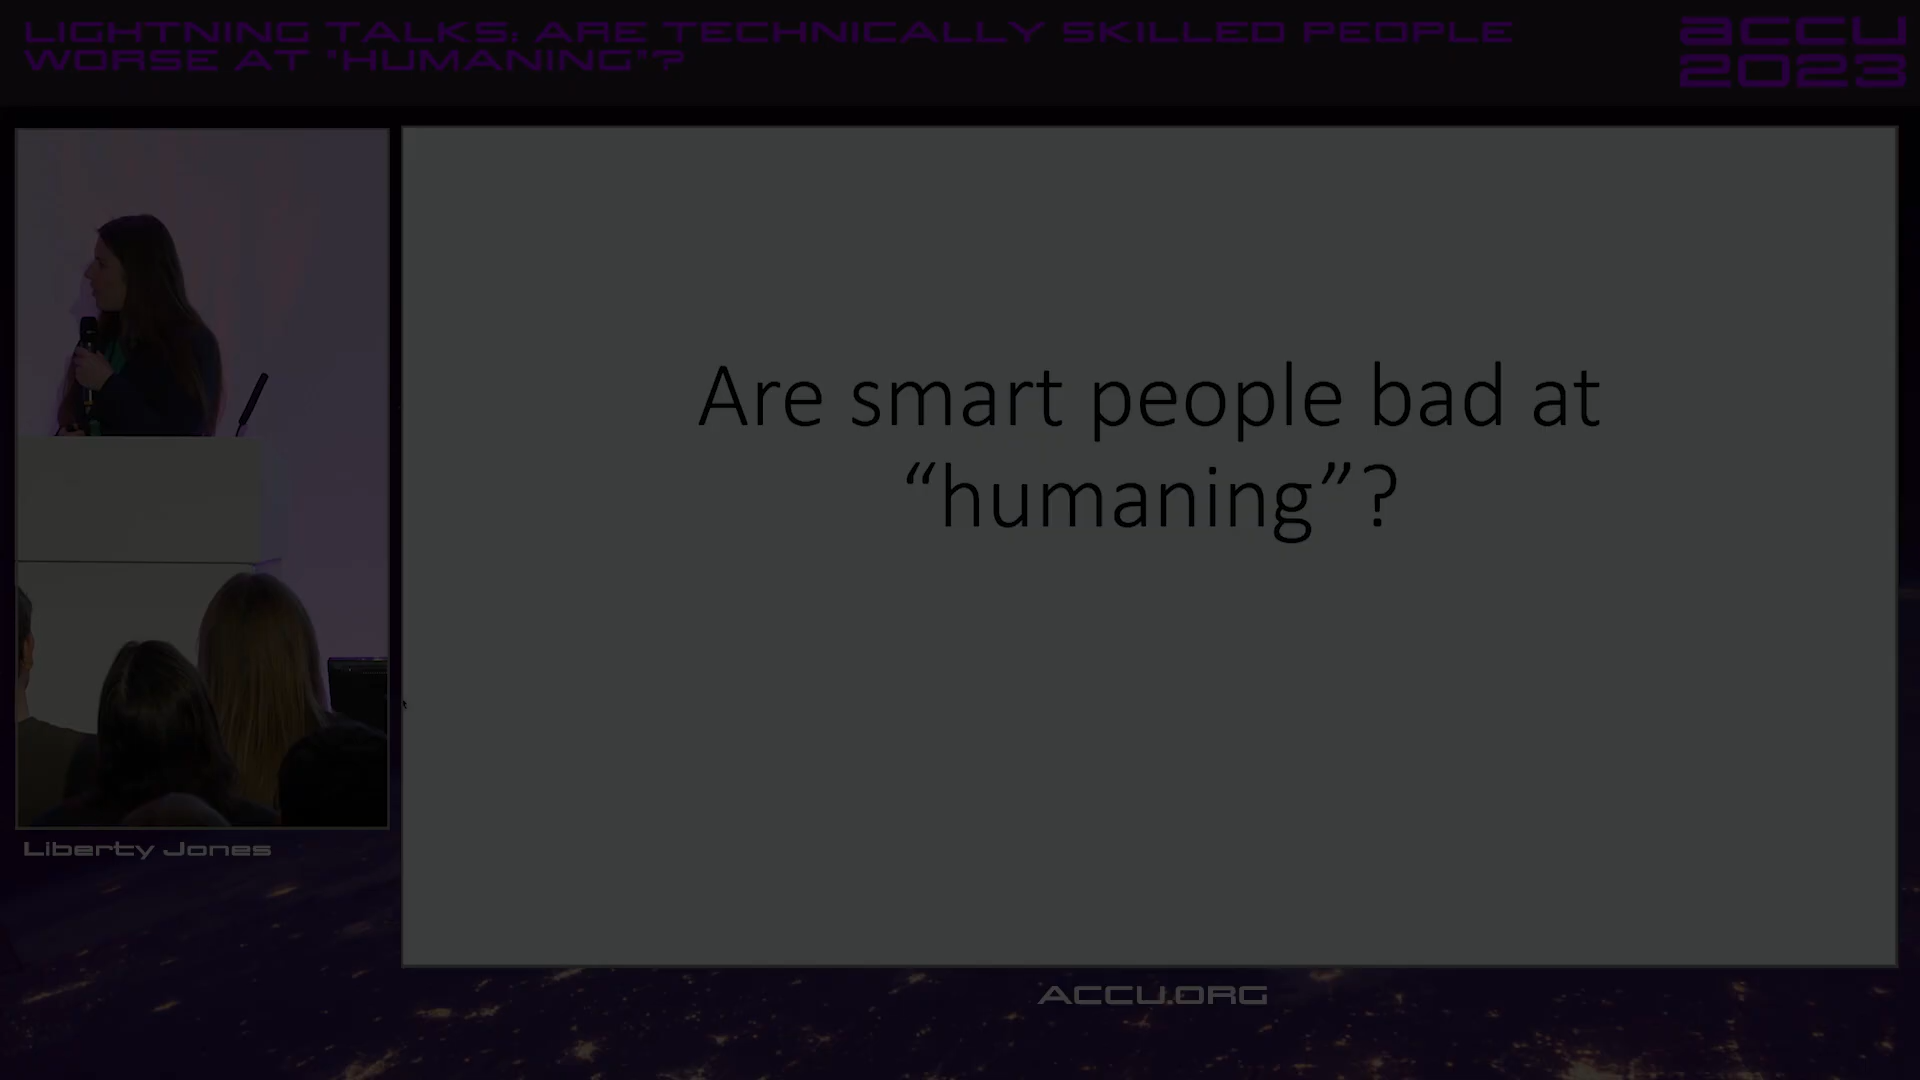 LIGHTNING TALKS: ARE TECHNICALLY SKILLED PEOPLE
WORSE AT "HUMANING"?
accu
2023
Are smart people bad at
“humaning”?
Liberty Jones
ACCU.ORG